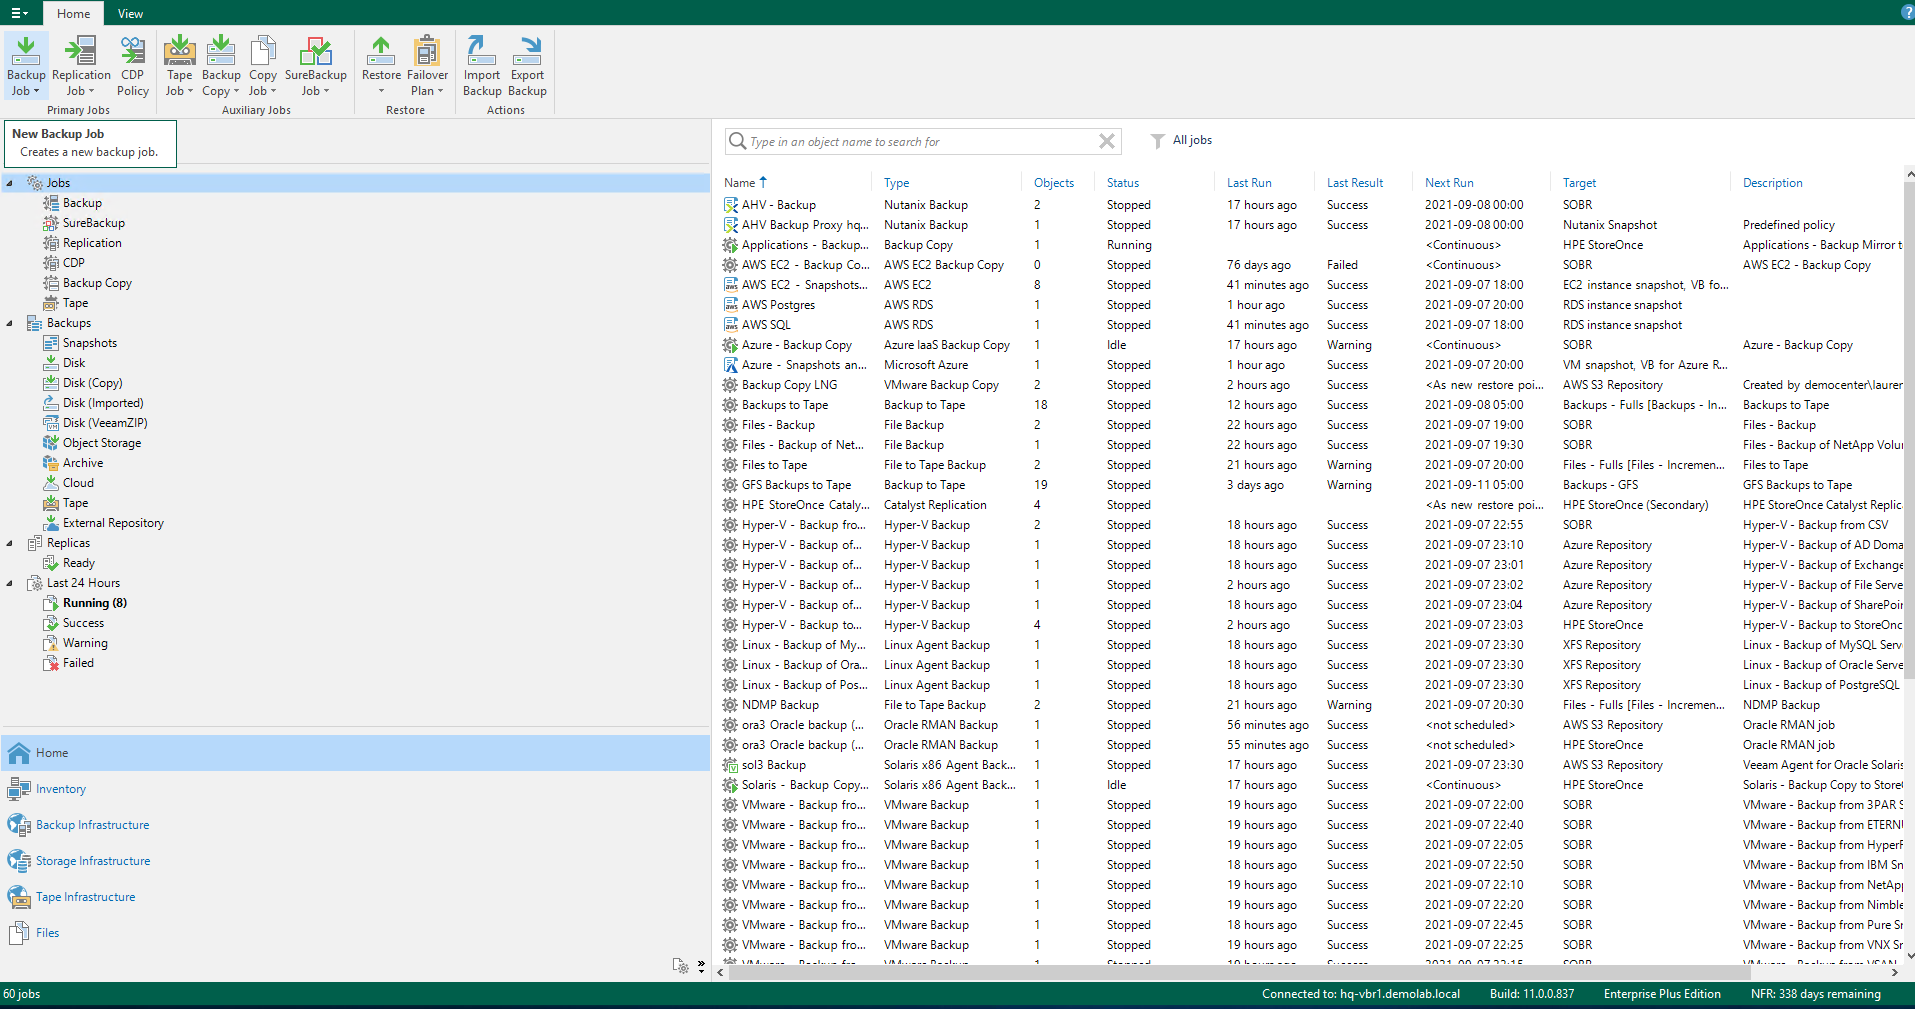 Home View
?
Backup Job
Replication Job
CDP Policy
Tape Job
Backup Copy
Copy Job
SureBackup Job
Restore
Failover Plan
Import Backup
Export Backup
Primary Jobs
Auxiliary Jobs
Restore
Actions
New Backup Job
Creates a new backup job.
Jobs
Backup
SureBackup
Replication
CDP
Backup Copy
Tape
Backups
Snapshots
Disk
Disk (Copy)
Disk (Imported)
Disk (VeeamZIP)
Object Storage
Archive
Cloud
Tape
External Repository
Replicas
Ready
Last 24 Hours
Running (8)
Success
Warning
Failed
Home
Inventory
Backup Infrastructure
Storage Infrastructure
Tape Infrastructure
Files
Type in an object name to search for
All jobs
Name Type Objects Status Last Run Last Result Next Run Target Description
AHV - Backup Nutanix Backup 2 Stopped 17 hours ago Success 2021-09-08 00:00 SOBR
AHV Backup Proxy hq... Nutanix Backup 1 Stopped 17 hours ago Success 2021-09-08 00:00 Nutanix Snapshot Predefined policy
Applications - Backup... Backup Copy 1 Running <Continuous> HPE StoreOnce Applications - Backup Mirror t
AWS EC2 - Backup Co... AWS EC2 Backup Copy 0 Stopped 76 days ago Failed <Continuous> SOBR AWS EC2 - Backup Copy
AWS EC2 - Snapshots... AWS EC2 8 Stopped 41 minutes ago Success 2021-09-07 18:00 EC2 instance snapshot, VB fo...
AWS Postgres AWS RDS 1 Stopped 1 hour ago Success 2021-09-07 20:00 RDS instance snapshot
AWS SQL AWS RDS 1 Stopped 41 minutes ago Success 2021-09-07 18:00 RDS instance snapshot
Azure - Backup Copy Azure IaaS Backup Copy 1 Idle 17 hours ago Warning <Continuous> SOBR Azure - Backup Copy
Azure - Snapshots an... Microsoft Azure 1 Stopped 1 hour ago Success 2021-09-07 20:00 VM snapshot, VB for Azure R...
Backup Copy LNG VMware Backup Copy 2 Stopped 2 hours ago Success <As new restore poi... AWS S3 Repository Created by democenter\laurer
Backups to Tape Backup to Tape 18 Stopped 12 hours ago Success 2021-09-08 05:00 Backups - Fulls [Backups - In... Backups to Tape
Files - Backup File Backup 2 Stopped 22 hours ago Success 2021-09-07 19:00 SOBR Files - Backup
Files - Backup of Net... File Backup 1 Stopped 22 hours ago Success 2021-09-07 19:30 SOBR Files - Backup of NetApp Volu
Files to Tape File to Tape Backup 2 Stopped 21 hours ago Warning 2021-09-07 20:00 Files - Fulls [Files - Incremen... Files to Tape
GFS Backups to Tape Backup to Tape 19 Stopped 3 days ago Warning 2021-09-11 05:00 Backups - GFS GFS Backups to Tape
HPE StoreOnce Cataly... Catalyst Replication 4 Stopped <As new restore poi... HPE StoreOnce (Secondary) HPE StoreOnce Catalyst Replic
Hyper-V - Backup fro... Hyper-V Backup 2 Stopped 18 hours ago Success 2021-09-07 22:55 SOBR Hyper-V - Backup from CSV
Hyper-V - Backup of... Hyper-V Backup 1 Stopped 18 hours ago Success 2021-09-07 23:10 Azure Repository Hyper-V - Backup of AD Doma
Hyper-V - Backup of... Hyper-V Backup 1 Stopped 18 hours ago Success 2021-09-07 23:01 Azure Repository Hyper-V - Backup of Exchange
Hyper-V - Backup of... Hyper-V Backup 1 Stopped 2 hours ago Success 2021-09-07 23:02 Azure Repository Hyper-V - Backup of File Serve
Hyper-V - Backup of... Hyper-V Backup 1 Stopped 18 hours ago Success 2021-09-07 23:04 Azure Repository Hyper-V - Backup of SharePoi
Hyper-V - Backup to... Hyper-V Backup 4 Stopped 2 hours ago Success 2021-09-07 23:03 HPE StoreOnce Hyper-V - Backup to StoreOnc
Linux - Backup of My... Linux Agent Backup 1 Stopped 18 hours ago Success 2021-09-07 23:30 XFS Repository Linux - Backup of MySQL Serv
Linux - Backup of Ora... Linux Agent Backup 1 Stopped 18 hours ago Success 2021-09-07 23:30 XFS Repository Linux - Backup of Oracle Serve
Linux - Backup of Pos... Linux Agent Backup 1 Stopped 18 hours ago Success 2021-09-07 23:30 XFS Repository Linux - Backup of PostgreSQL
NDMP Backup File to Tape Backup 2 Stopped 21 hours ago Warning 2021-09-07 20:30 Files - Fulls [Files - Incremen... NDMP Backup
ora3 Oracle backup (... Oracle RMAN Backup 1 Stopped 56 minutes ago Success <not scheduled> AWS S3 Repository Oracle RMAN job
ora3 Oracle backup (... Oracle RMAN Backup 1 Stopped 55 minutes ago Success <not scheduled> HPE StoreOnce Oracle RMAN job
sol3 Backup Solaris x86 Agent Back... 1 Stopped 17 hours ago Success 2021-09-07 23:30 AWS S3 Repository Veeam Agent for Oracle Solaris
Solaris - Backup Copy... Solaris x86 Agent Back... 1 Idle 17 hours ago Success <Continuous> HPE StoreOnce Solaris - Backup Copy to Store
VMware - Backup fro... VMware Backup 1 Stopped 19 hours ago Success 2021-09-07 22:00 SOBR VMware - Backup from 3PAR S
VMware - Backup fro... VMware Backup 1 Stopped 19 hours ago Success 2021-09-07 22:40 SOBR VMware - Backup from ETERN
VMware - Backup fro... VMware Backup 1 Stopped 19 hours ago Success 2021-09-07 22:05 SOBR VMware - Backup from HyperF
VMware - Backup fro... VMware Backup 1 Stopped 18 hours ago Success 2021-09-07 22:50 SOBR VMware - Backup from IBM Sn
VMware - Backup fro... VMware Backup 1 Stopped 19 hours ago Success 2021-09-07 22:10 SOBR VMware - Backup from NetApp
VMware - Backup fro... VMware Backup 1 Stopped 19 hours ago Success 2021-09-07 22:20 SOBR VMware - Backup from Nimble
VMware - Backup fro... VMware Backup 1 Stopped 18 hours ago Success 2021-09-07 22:45 SOBR VMware - Backup from Pure Sr
VMware - Backup fro... VMware Backup 1 Stopped 19 hours ago Success 2021-09-07 22:25 SOBR VMware - Backup from VNX Sr
60 jobs
Connected to: hq-vbr1.demolab.local Build: 11.0.0.837 Enterprise Plus Edition NFR: 338 days remaining